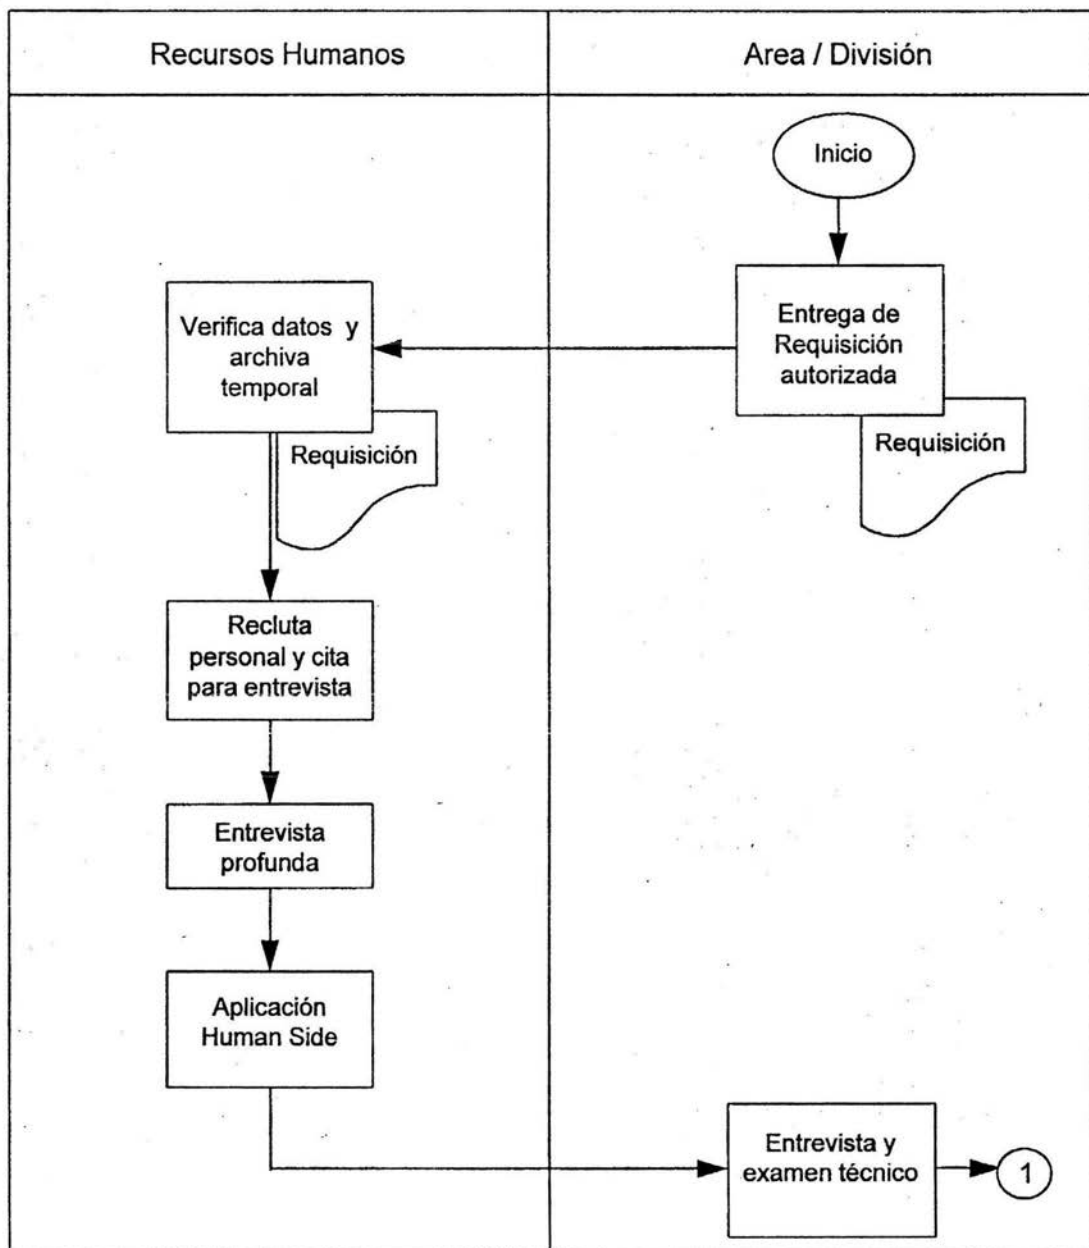 Recursos Humanos
Area / División
Inicio
Entrega de
Requisición
autorizada
Requisición
Verifica datos y
archiva
temporal
Requisición
Recluta
personal y cita
para entrevista
Entrevista
profunda
Aplicación
Human Side
Entrevista y
examen técnico
1